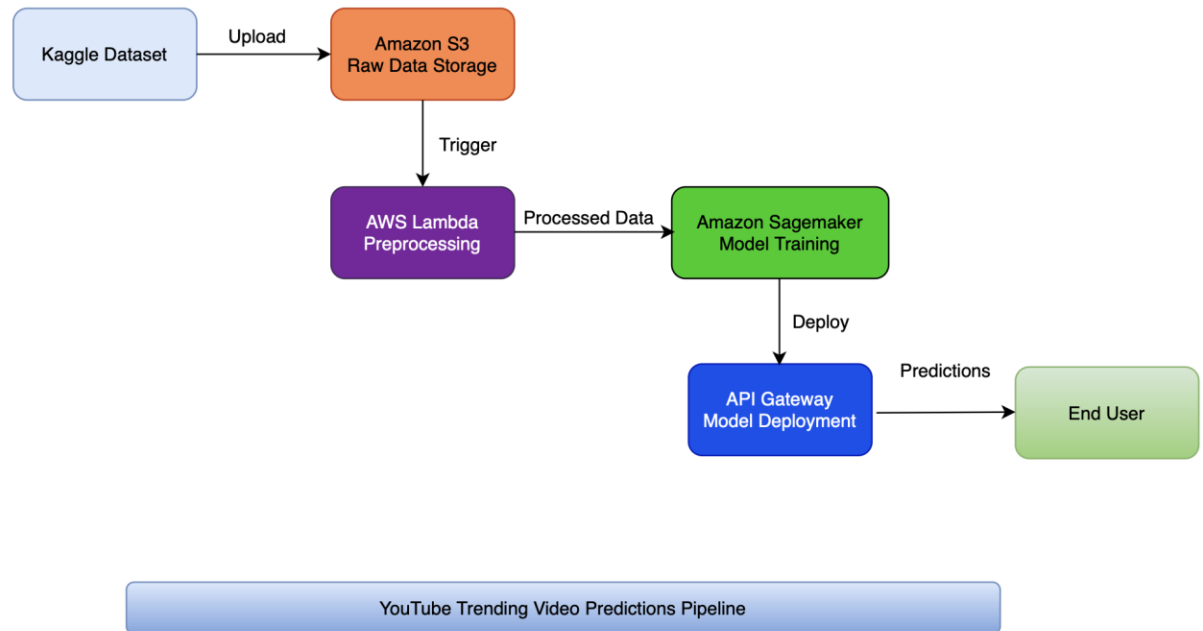 Kaggle Dataset
Upload
Amazon S3
Raw Data Storage
Trigger
AWS Lambda
Preprocessing
Processed Data
Amazon Sagemaker
Model Training
Deploy
API Gateway
Model Deployment
Predictions
End User
YouTube Trending Video Predictions Pipeline